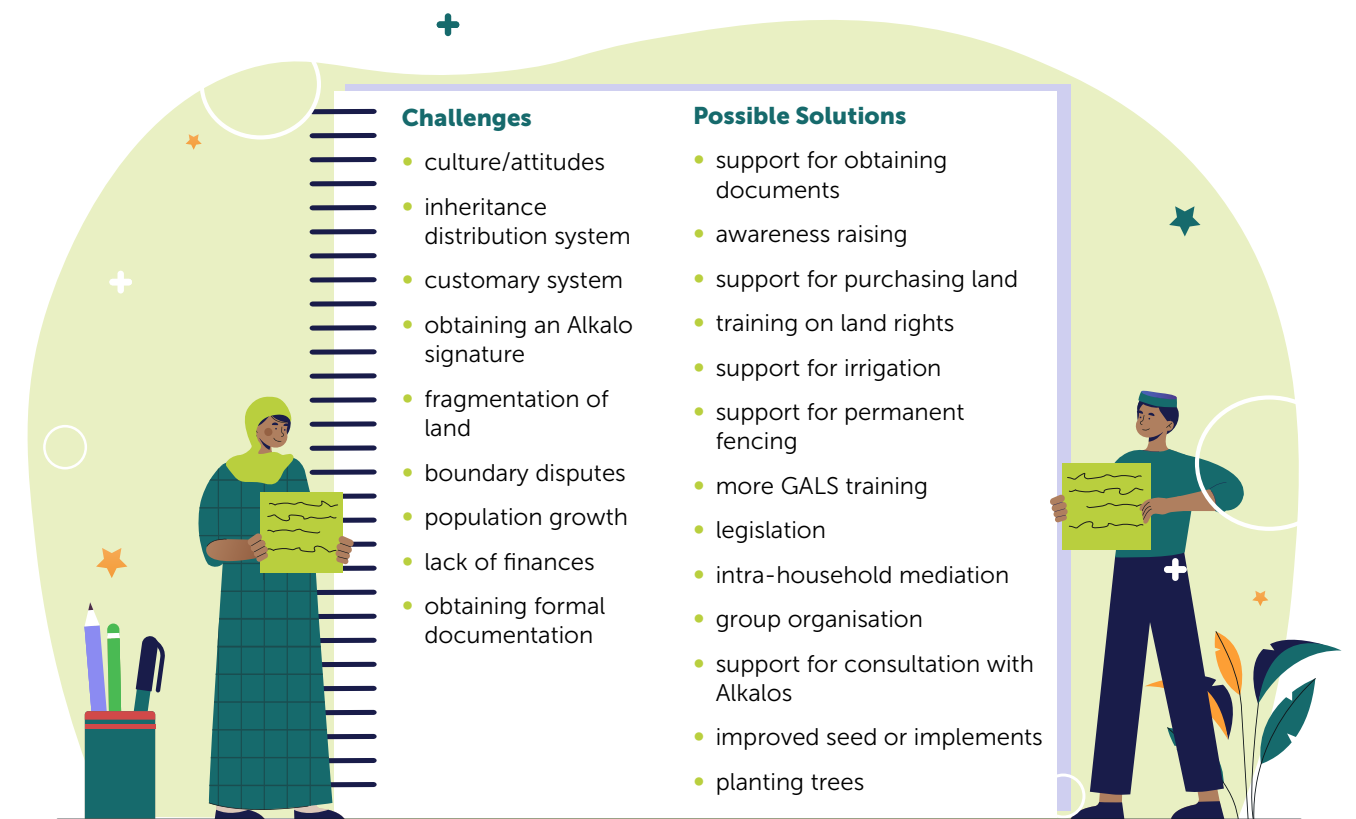 Challenges
culture/attitudes
inheritance
distribution system
customary system
obtaining an Alkalo
signature
fragmentation of
land
boundary disputes
population growth
lack of finances
obtaining formal
documentation
Possible Solutions
support for obtaining
documents
awareness raising
support for purchasing land
training on land rights
support for irrigation
support for permanent
fencing
more GALS training
legislation
intra-household mediation
group organisation
support for consultation with
Alkalos
improved seed or implements
planting trees